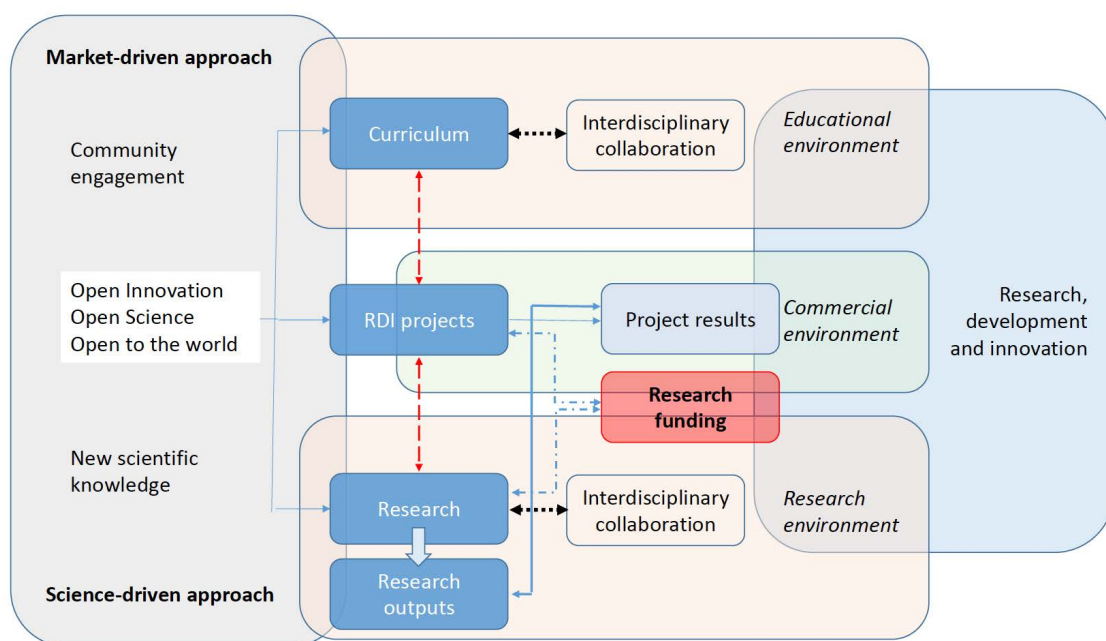 Market-driven approach
Curriculum
Interdisciplinary
collaboration
Educational
environment
Community
engagement
Open Innovation
Open Science
Open to the world
RDI projects
Project results
Commercial
environment
Research,
development
and innovation
Research
funding
New scientific
knowledge
Research
Interdisciplinary
collaboration
Research
environment
Science-driven approach
Research
outputs